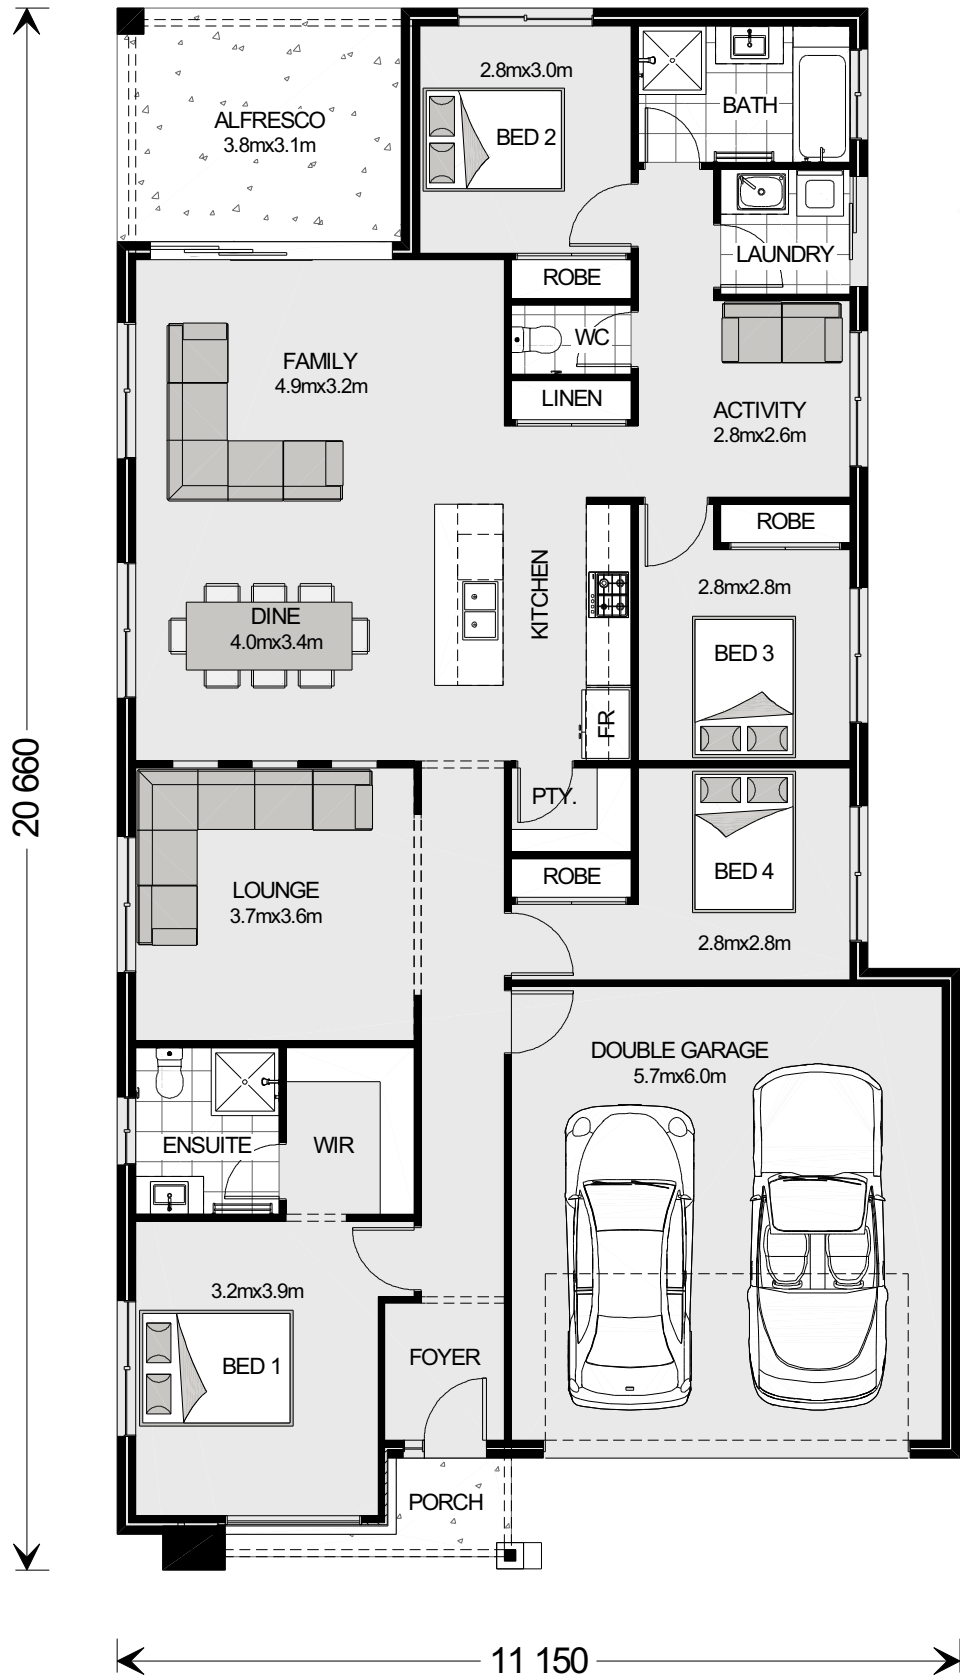 2.8mx3.0m
BED 2
BATH
ALFRESCO
3.8mx3.1m
LAUNDRY
ROBE
WC
FAMILY
4.9mx3.2m
LINEN
ACTIVITY
2.8mx2.6m
ROBE
KITCHEN
2.8mx2.8m
DINE
4.0mx3.4m
BED 3
FR
20 660
PTY.
ROBE
BED 4
LOUNGE
3.7mx3.6m
2.8mx2.8m
DOUBLE GARAGE
5.7mx6.0m
ENSUITE
WIR
3.2mx3.9m
BED 1
FOYER
PORCH
11 150